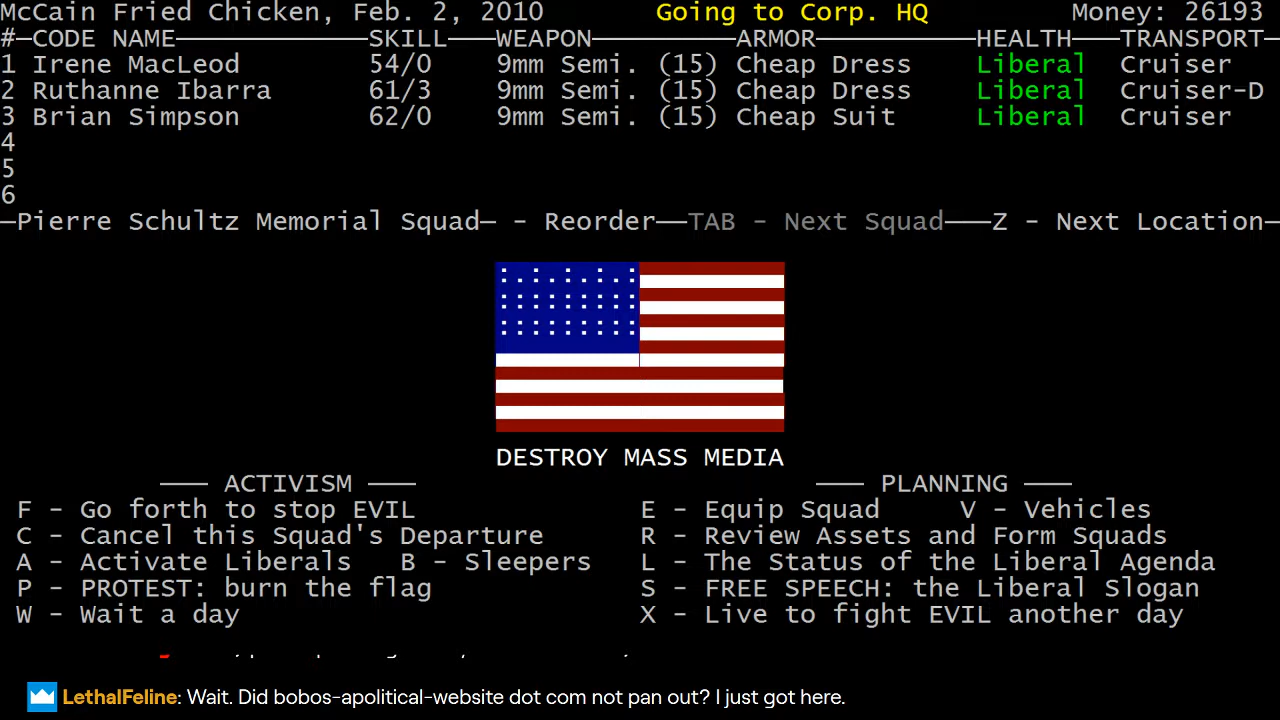 McCain Fried Chicken, Feb. 2, 2010 Going to Corp. HQ Money: 26193
#—CODE NAME————————————SKILL———WEAPON—————————ARMOR——————————HEALTH———TRANSPORT—
1 Irene MacLeod 54/0 9mm Semi. (15) Cheap Dress Liberal Cruiser
2 Ruthanne Ibarra 61/3 9mm Semi. (15) Cheap Dress Liberal Cruiser-D
3 Brian Simpson 62/0 9mm Semi. (15) Cheap Suit Liberal Cruiser
4
5
6
—Pierre Schultz Memorial Squad— - Reorder——TAB - Next Squad———Z - Next Location—
DESTROY MASS MEDIA
——— ACTIVISM ———
——— PLANNING ———
F - Go forth to stop EVIL E - Equip Squad V - Vehicles
C - Cancel this Squad's Departure R - Review Assets and Form Squads
A - Activate Liberals B - Sleepers L - The Status of the Liberal Agenda
P - PROTEST: burn the flag S - FREE SPEECH: the Liberal Slogan
W - Wait a day X - Live to fight EVIL another day
LethalFeline: Wait. Did bobos-apolitical-website dot com not pan out? I just got here.